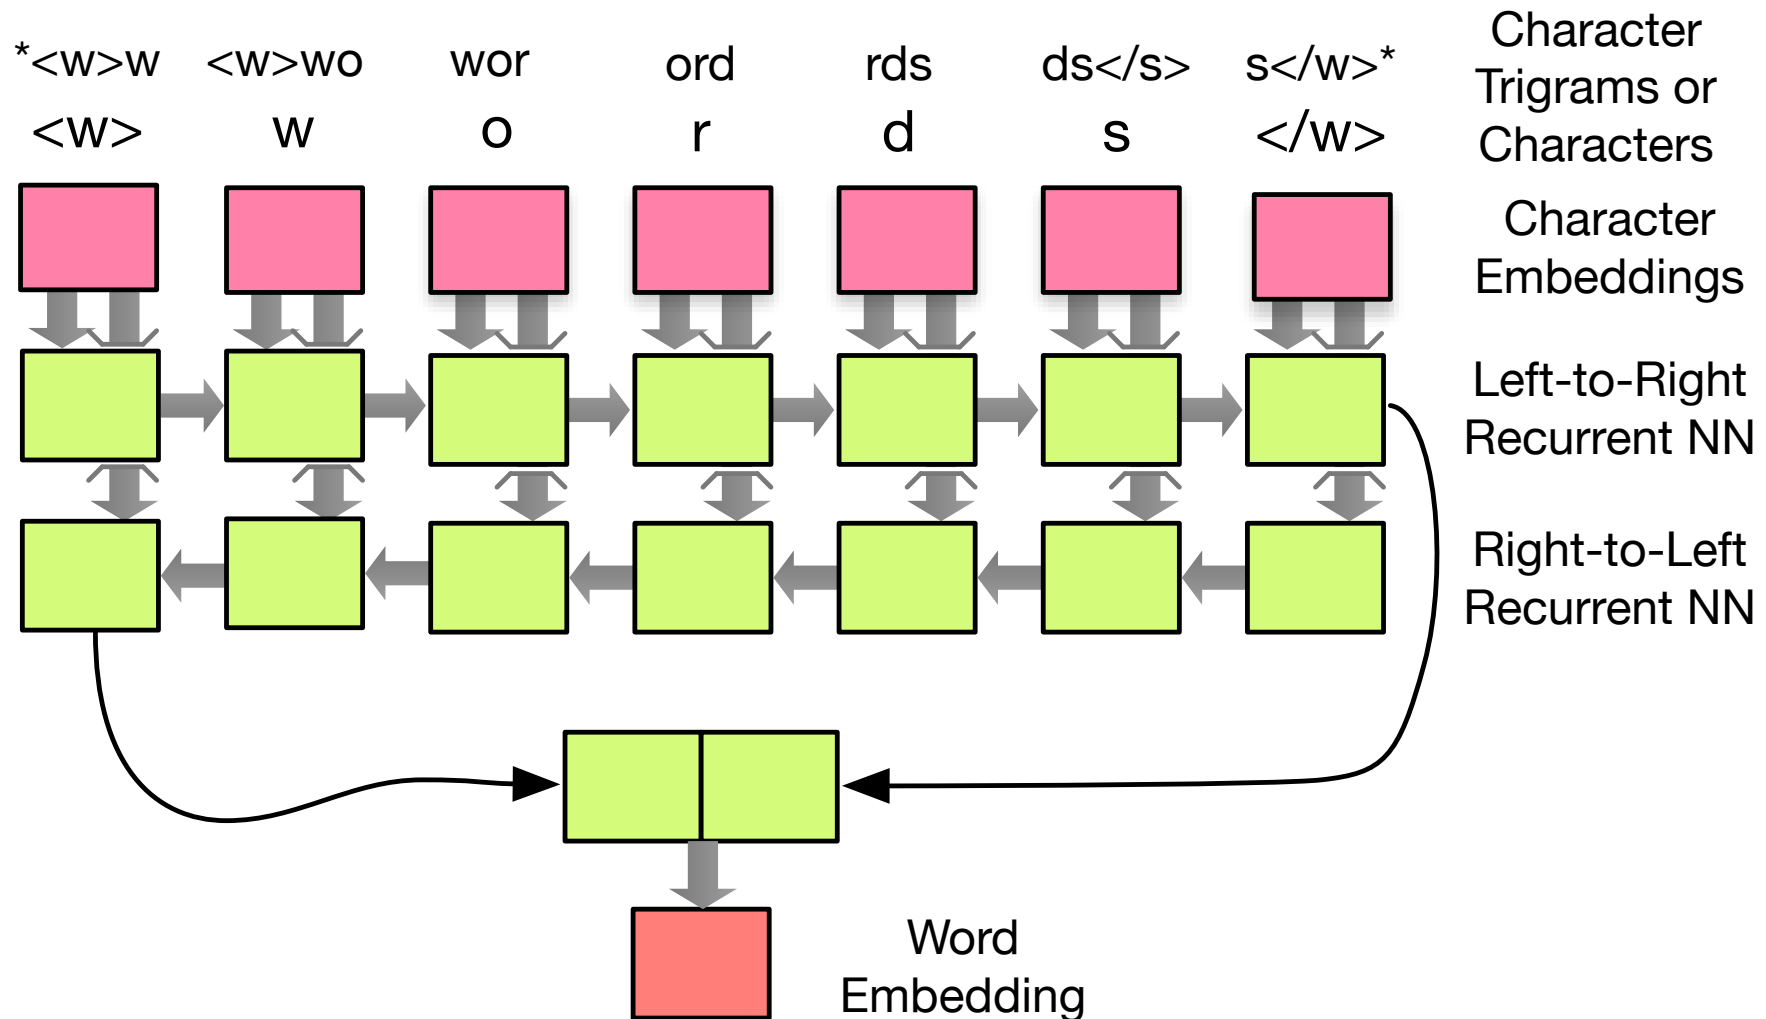 *<w>w <w>wo wor ord rds ds</s> s</w>*
<w> w o r d s </w>
Character
Trigrams or
Characters
Character
Embeddings
Left-to-Right
Recurrent NN
Right-to-Left
Recurrent NN
Word
Embedding